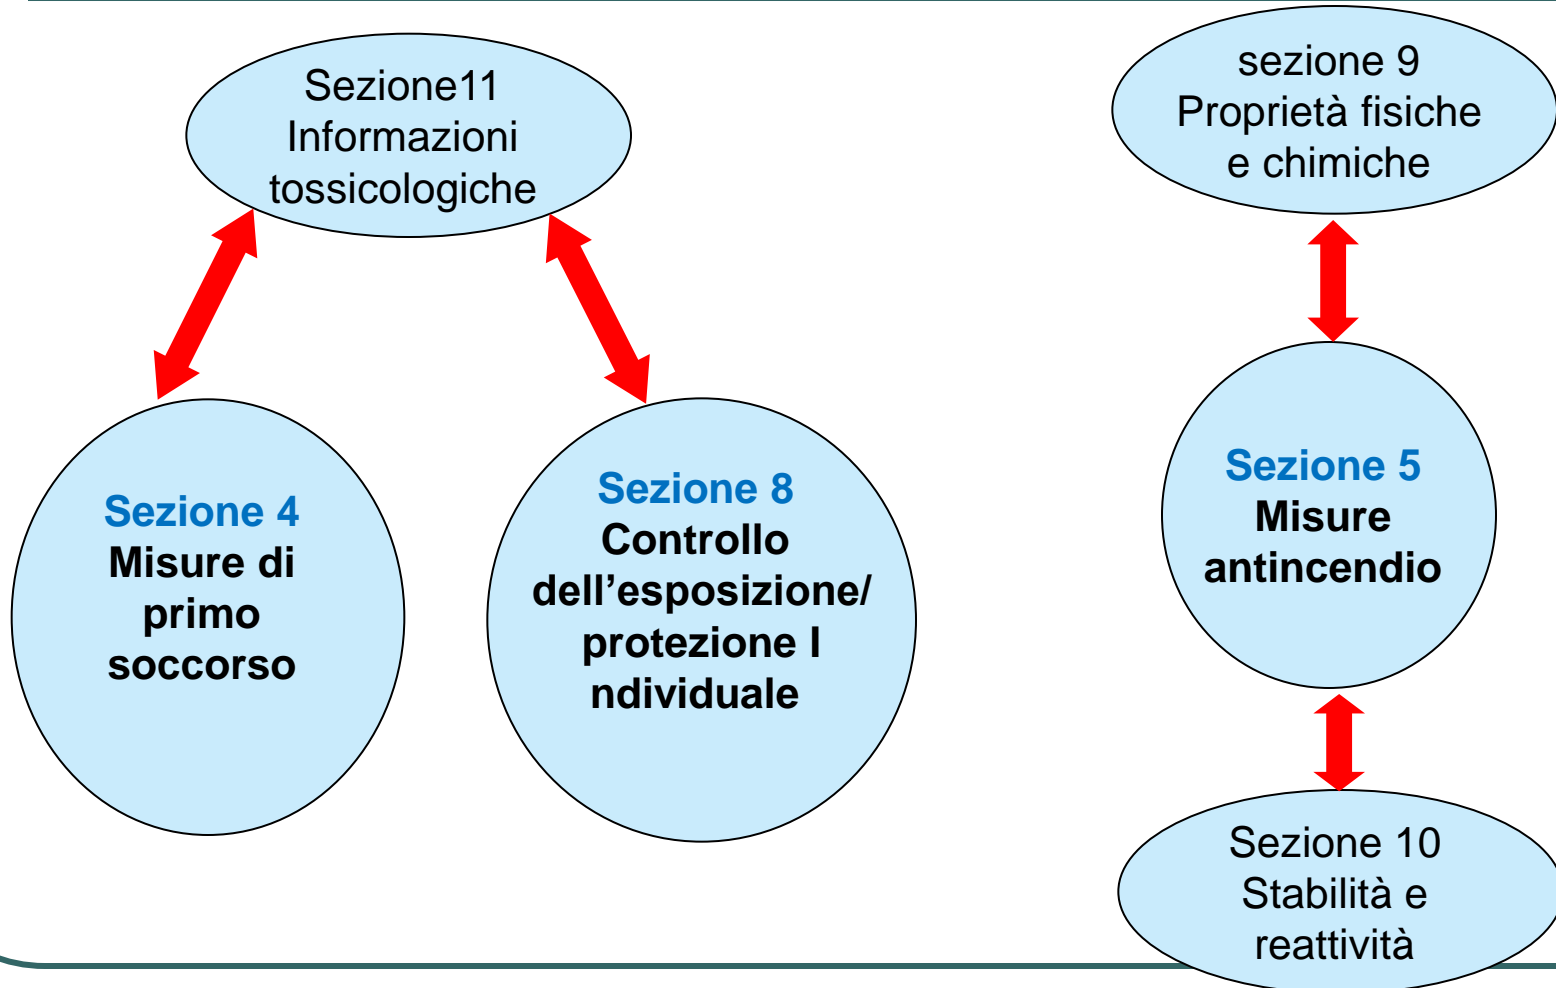 Sezione11
Informazioni
tossicologiche
sezione 9
Proprietà fisiche
e chimiche
Sezione 4
Misure di
primo
soccorso
Sezione 8
Controllo
dell’esposizione/
protezione I
ndividuale
Sezione 5
Misure
antincendio
Sezione 10
Stabilità e
reattività